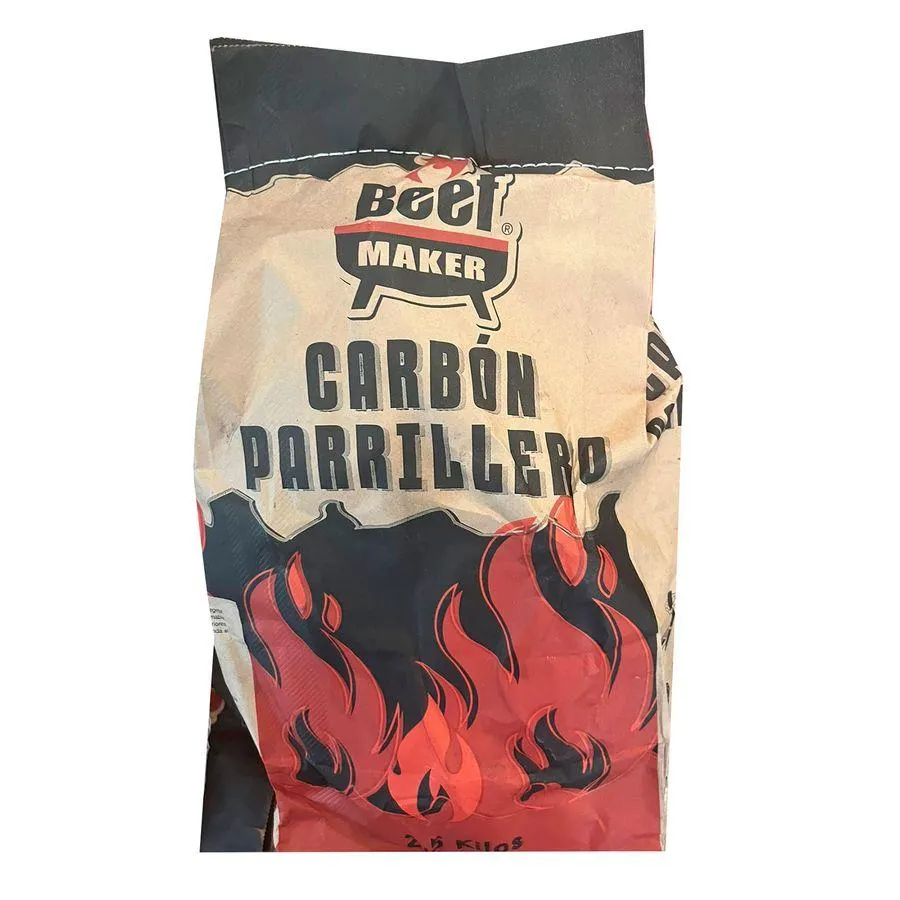 Beef®
MAKER
CARBÓN
PARRILLERO
2,5 Kilos